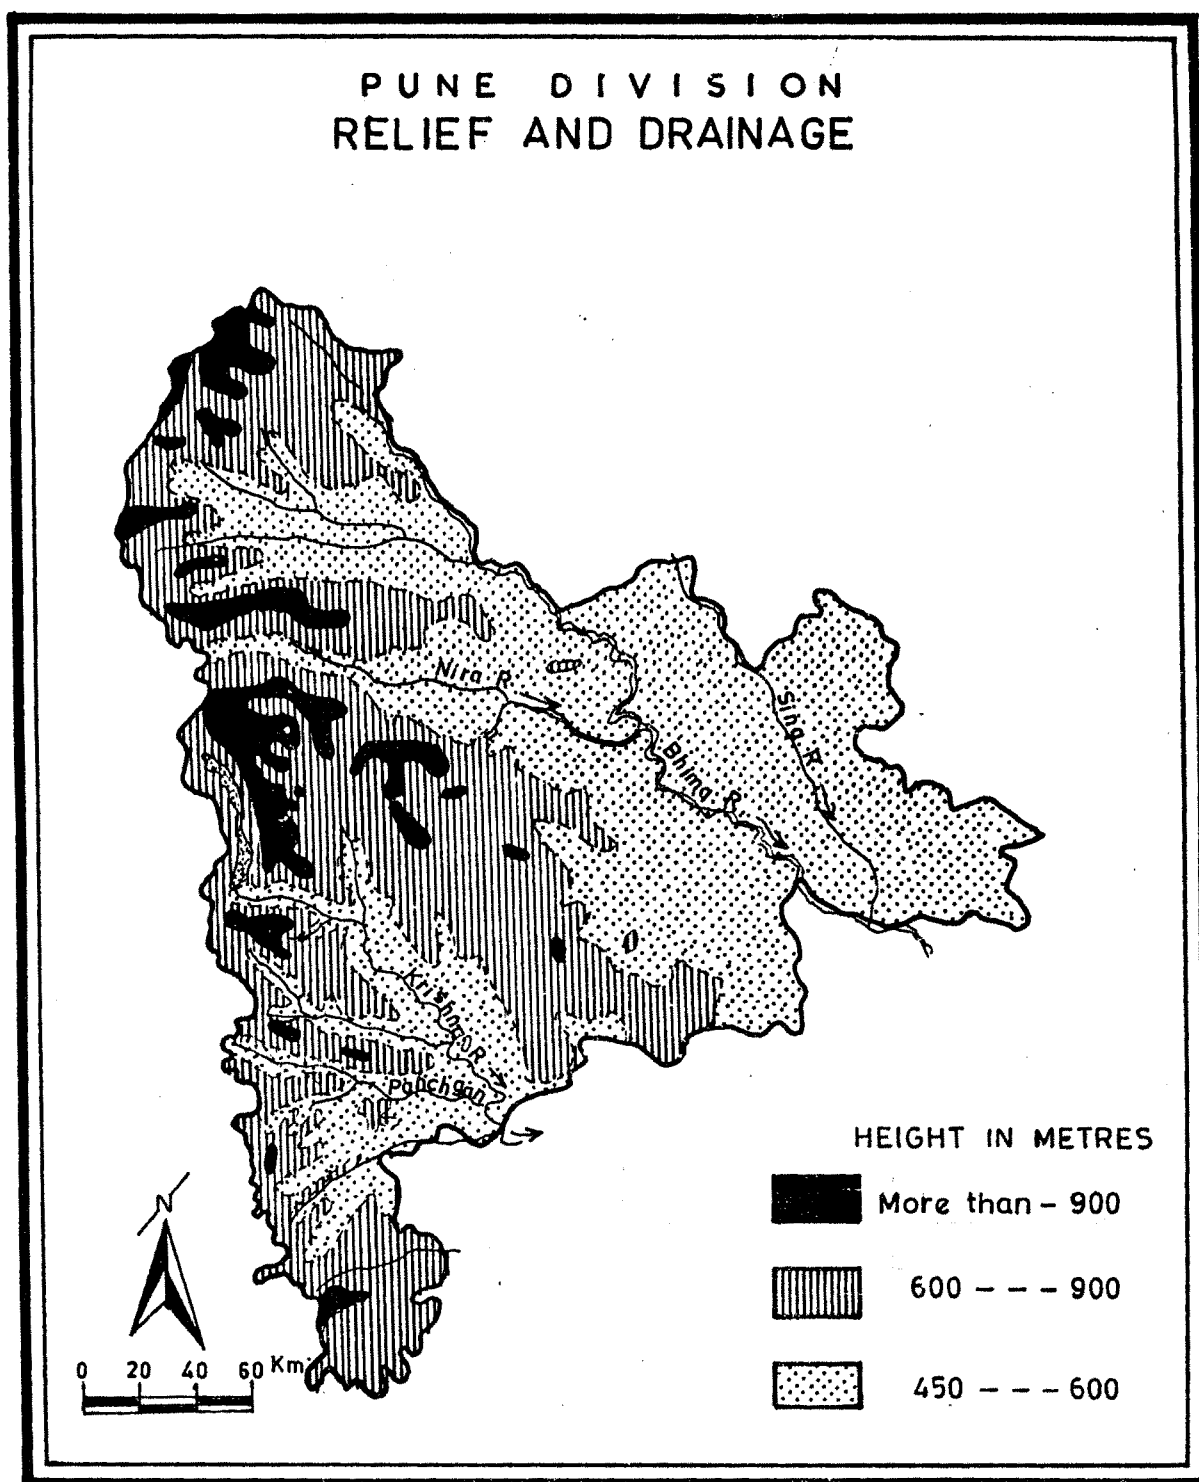 PUNE DIVISION
RELIEF AND DRAINAGE
Nira R.
Sina R.
Bhima R.
Krishna R.
Panchgan
HEIGHT IN METRES
More than – 900
600 – – – 900
450 – – – 600
N
0 20 40 60 Km.